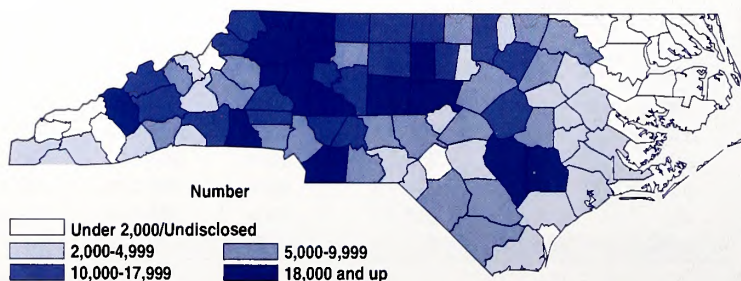 Number
Under 2,000/Undisclosed
2,000-4,999
5,000-9,999
10,000-17,999
18,000 and up